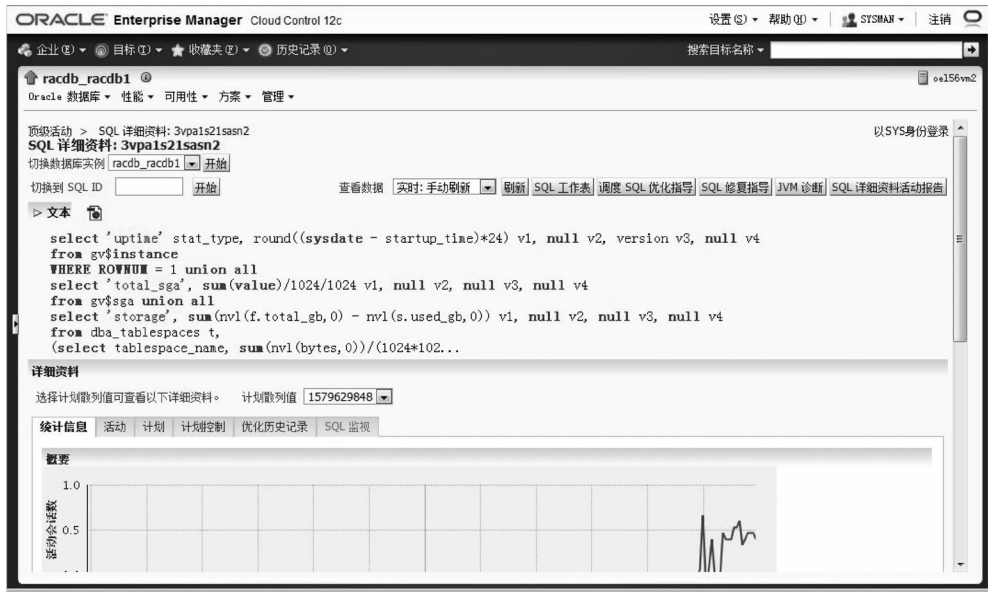 ORACLE Enterprise Manager Cloud Control 12c 设置(S) 帮助(H) SYSMAN 注销
企业(E) 目标(T) 收藏夹(F) 历史记录(O) 搜索目标名称
racdb_racdb1 oel56vm2
Oracle 数据库 性能 可用性 方案 管理
顶级活动 > SQL 详细资料: 3vpa1s21sasn2 以SYS身份登录
SQL 详细资料: 3vpa1s21sasn2
切换数据库实例 racdb_racdb1 开始
切换到 SQL ID 开始 查看数据 实时: 手动刷新 刷新 SQL 工作表 调度 SQL 优化指导 SQL 修复指导 JVM 诊断 SQL 详细资料活动报告
文本
select 'uptime' stat_type, round((sysdate - startup_time)*24) v1, null v2, version v3, null v4
from gv$instance
WHERE ROWNUM = 1 union all
select 'total_sga', sum(value)/1024/1024 v1, null v2, null v3, null v4
from gv$sga union all
select 'storage', sum(nvl(f.total_gb,0) - nvl(s.used_gb,0)) v1, null v2, null v3, null v4
from dba_tablespaces t,
(select tablespace_name, sum(nvl(bytes,0))/(1024*102...
详细资料
选择计划散列值可查看以下详细资料。 计划散列值 1579629848
统计信息 活动 计划 计划控制 优化历史记录 SQL 监视
概要
1.0
活动会话数
0.5